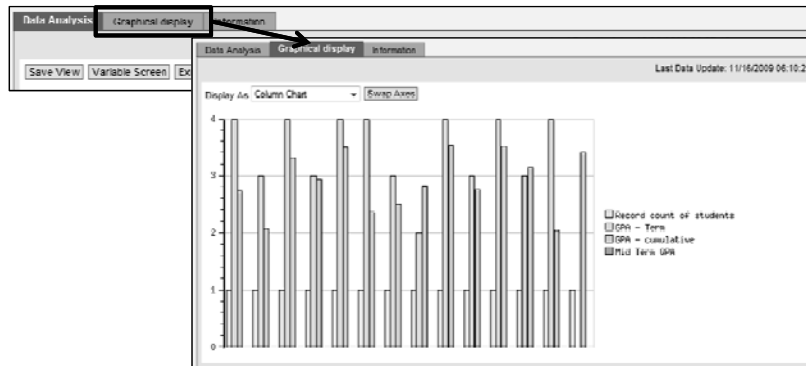 Data Analysis Graphical display Information
Save View Variable Screen Ex
Data Analysis Graphical display Information
Last Data Update: 11/16/2009 06:10:2
Display As Column Chart Swap Axes
4
3
2
1
0
Record count of students
GPA - Term
GPA - cumulative
Mid Term GPA